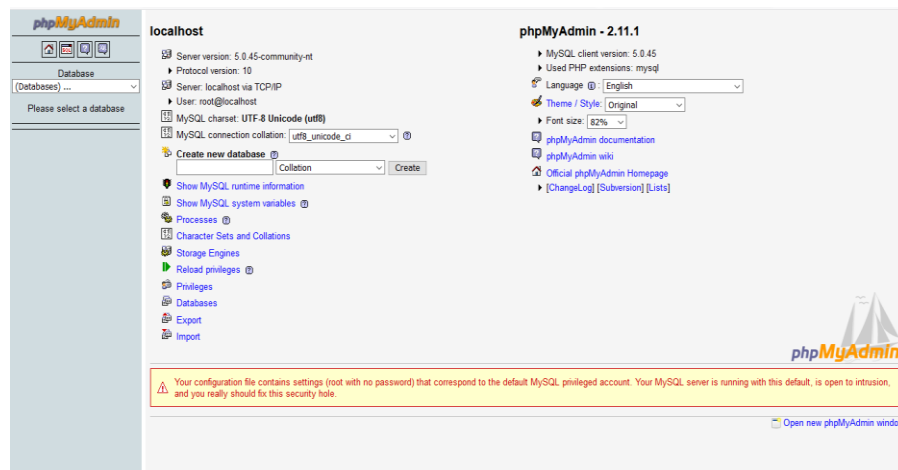 phpMyAdmin
Database
(Databases) ...
Please select a database
localhost
Server version: 5.0.45-community-nt
Protocol version: 10
Server: localhost via TCP/IP
User: root@localhost
MySQL charset: UTF-8 Unicode (utf8)
MySQL connection collation: utf8_unicode_ci
Create new database
Collation Create
Show MySQL runtime information
Show MySQL system variables
Processes
Character Sets and Collations
Storage Engines
Reload privileges
Privileges
Databases
Export
Import
phpMyAdmin - 2.11.1
MySQL client version: 5.0.45
Used PHP extensions: mysql
Language : English
Theme / Style: Original
Font size: 82%
phpMyAdmin documentation
phpMyAdmin wiki
Official phpMyAdmin Homepage
[ChangeLog] [Subversion] [Lists]
phpMyAdmin
Your configuration file contains settings (root with no password) that correspond to the default MySQL privileged account. Your MySQL server is running with this default, is open to intrusion,
and you really should fix this security hole.
Open new phpMyAdmin windo